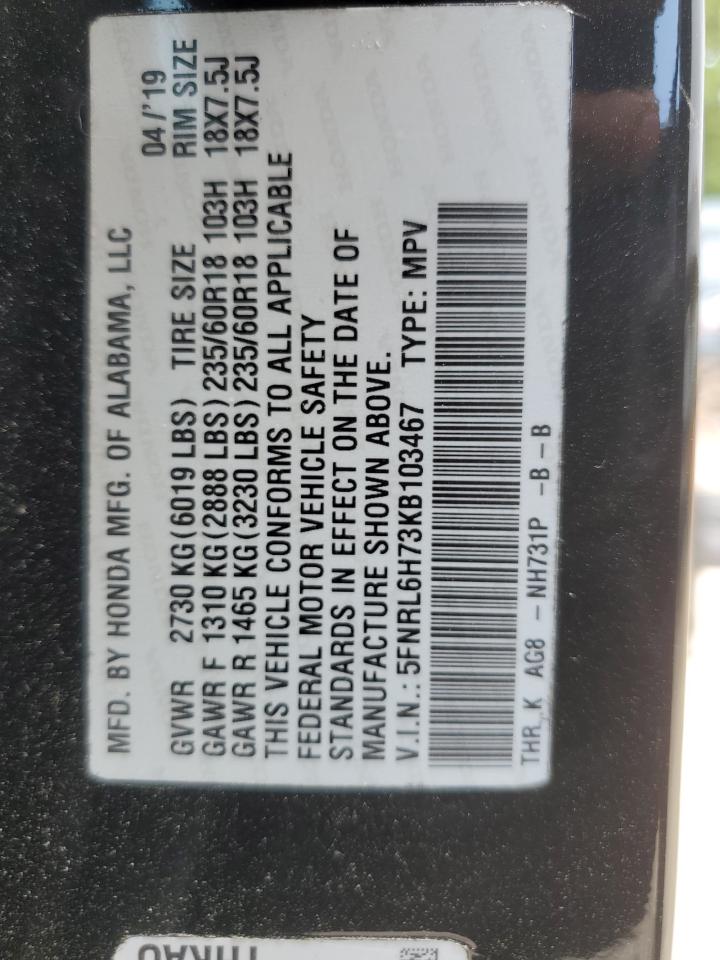 MFD. BY HONDA MFG. OF ALABAMA, LLC
04/'19
GVWR 2730 KG(6019 LBS) TIRE SIZE RIM SIZE
GAWR F 1310 KG(2888 LBS) 235/60R18 103H 18X7.5J
GAWR R 1465 KG(3230 LBS) 235/60R18 103H 18X7.5J
THIS VEHICLE CONFORMS TO ALL APPLICABLE
FEDERAL MOTOR VEHICLE SAFETY
STANDARDS IN EFFECT ON THE DATE OF
MANUFACTURE SHOWN ABOVE.
V.I.N.: 5FNRL6H73KB103467 TYPE: MPV
THR K AG8 - NH731P -B-B